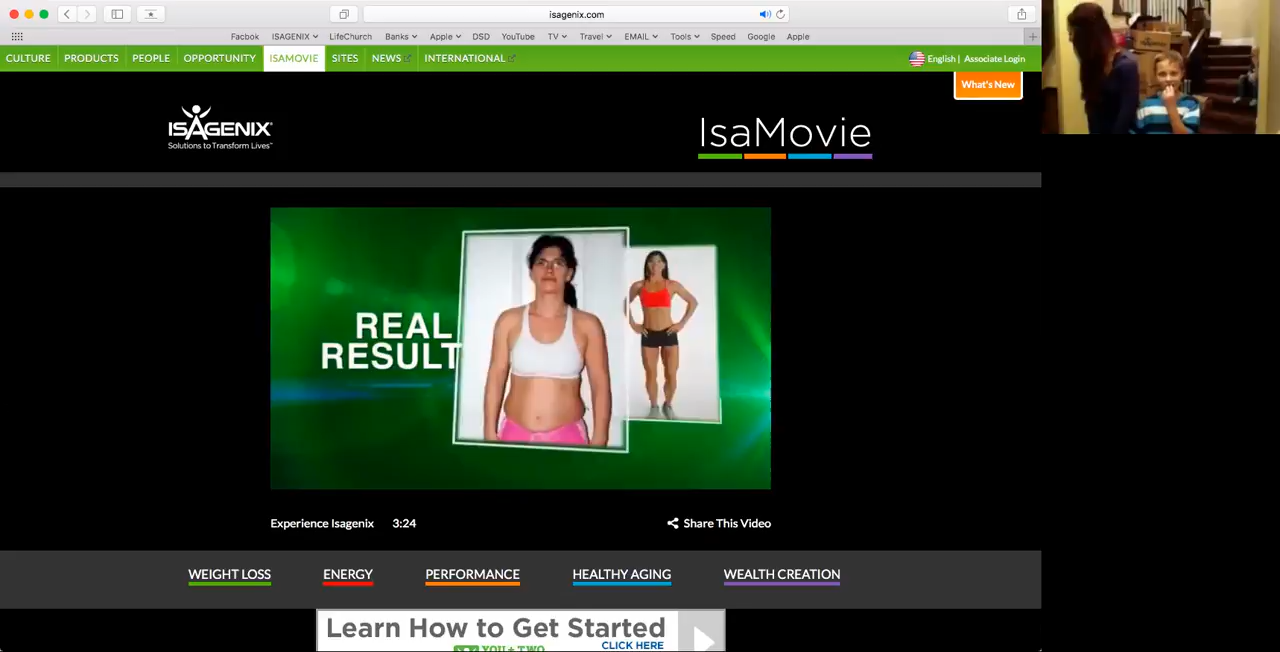 isagenix.com
Facbok ISAGENIX LifeChurch Banks Apple DSD YouTube TV Travel EMAIL Tools Speed Google Apple
CULTURE PRODUCTS PEOPLE OPPORTUNITY ISAMOVIE SITES NEWS INTERNATIONAL English | Associate Login
What's New
ISAGENIX
Solutions to Transform Lives™
IsaMovie
REAL
RESULT
Experience Isagenix 3:24 Share This Video
WEIGHT LOSS ENERGY PERFORMANCE HEALTHY AGING WEALTH CREATION
Learn How to Get Started
YOU + TWO CLICK HERE